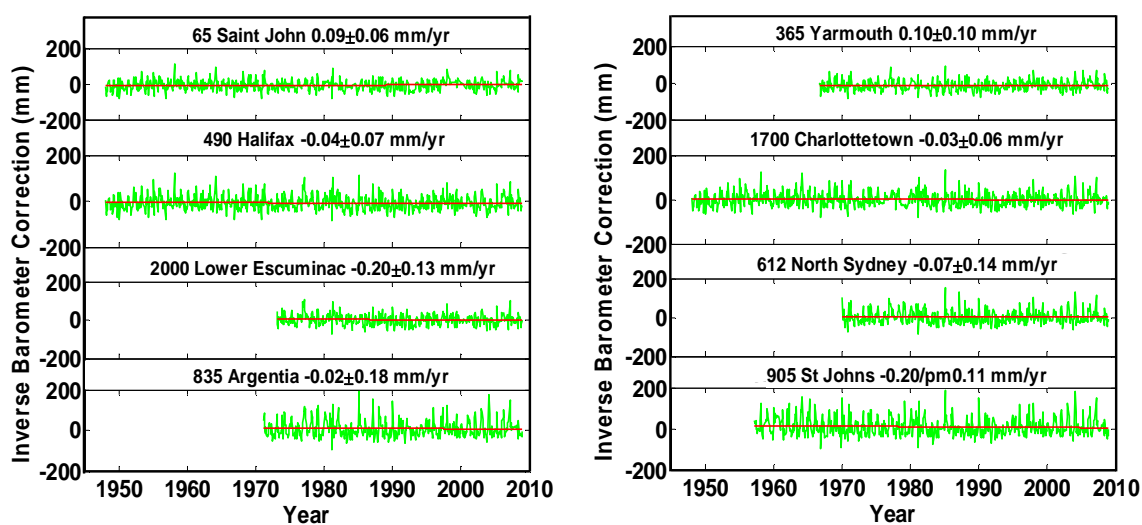 65 Saint John 0.09±0.06 mm/yr
200
0
-200
490 Halifax -0.04±0.07 mm/yr
200
0
-200
2000 Lower Escuminac -0.20±0.13 mm/yr
200
0
-200
835 Argentia -0.02±0.18 mm/yr
200
0
-200
1950 1960 1970 1980 1990 2000 2010
Year
Inverse Barometer Correction (mm)
365 Yarmouth 0.10±0.10 mm/yr
200
0
-200
1700 Charlottetown -0.03±0.06 mm/yr
200
0
-200
612 North Sydney -0.07±0.14 mm/yr
200
0
-200
905 St Johns -0.20/pm0.11 mm/yr
200
0
-200
1950 1960 1970 1980 1990 2000 2010
Year
Inverse Barometer Correction (mm)